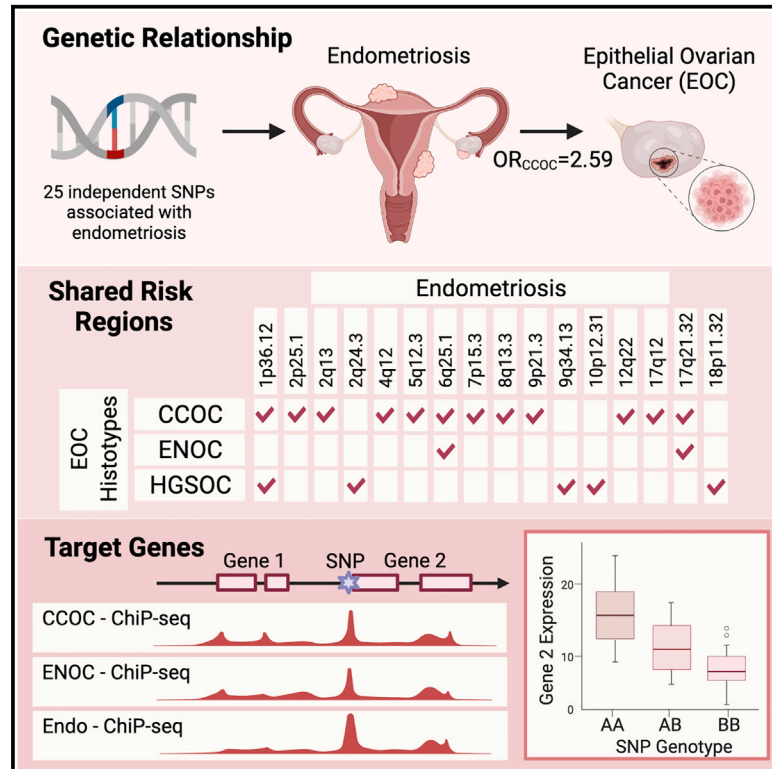 Genetic Relationship
Endometriosis
Epithelial Ovarian
Cancer (EOC)
OR_CCOC=2.59
25 independent SNPs
associated with
endometriosis
Shared Risk
Regions
Endometriosis
1p36.12
2p25.1
2q13
2q24.3
4q12
5q12.3
6q25.1
7p15.3
8q13.3
9p21.3
9q34.13
10p12.31
12q22
17q12
17q21.32
18p11.32
EOC
Histotypes
CCOC
ENOC
HGSOC
Target Genes
Gene 1
SNP
Gene 2
CCOC - ChiP-seq
ENOC - ChiP-seq
Endo - ChiP-seq
Gene 2 Expression
20
10
0
AA
AB
BB
SNP Genotype